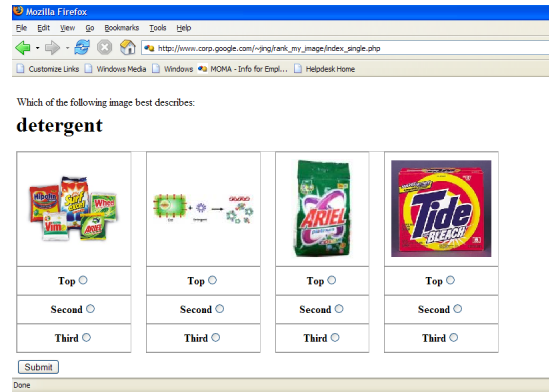 Mozilla Firefox
File Edit View Go Bookmarks Tools Help
http://www.corp.google.com/~jing/rank_my_image/index_single.php
Customize Links Windows Media Windows MOMA - Info for Empl... Helpdesk Home
Which of the following image best describes:
detergent
Surf
excel
Wheel
Vim
ARIEL
ARIEL
Tide
BLEACH
Top Top Top Top
Second Second Second Second
Third Third Third Third
Submit
Done